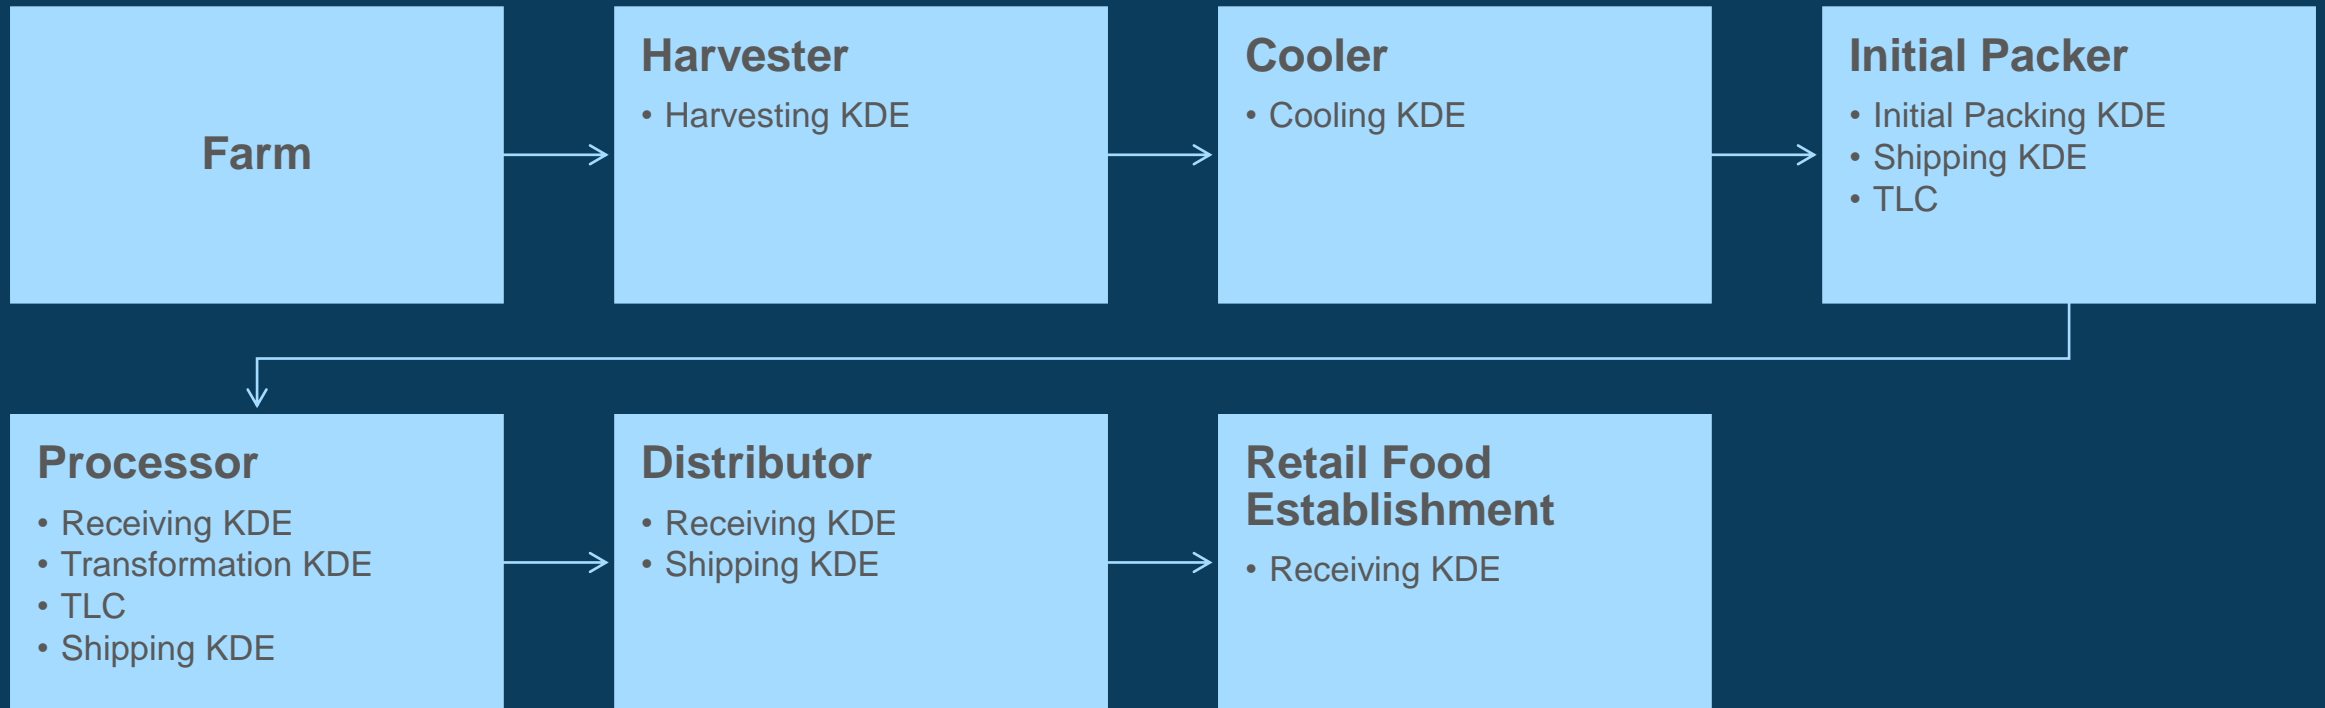 Farm
Harvester
• Harvesting KDE
Cooler
• Cooling KDE
Initial Packer
• Initial Packing KDE
• Shipping KDE
• TLC
Processor
• Receiving KDE
• Transformation KDE
• TLC
• Shipping KDE
Distributor
• Receiving KDE
• Shipping KDE
Retail Food
Establishment
• Receiving KDE